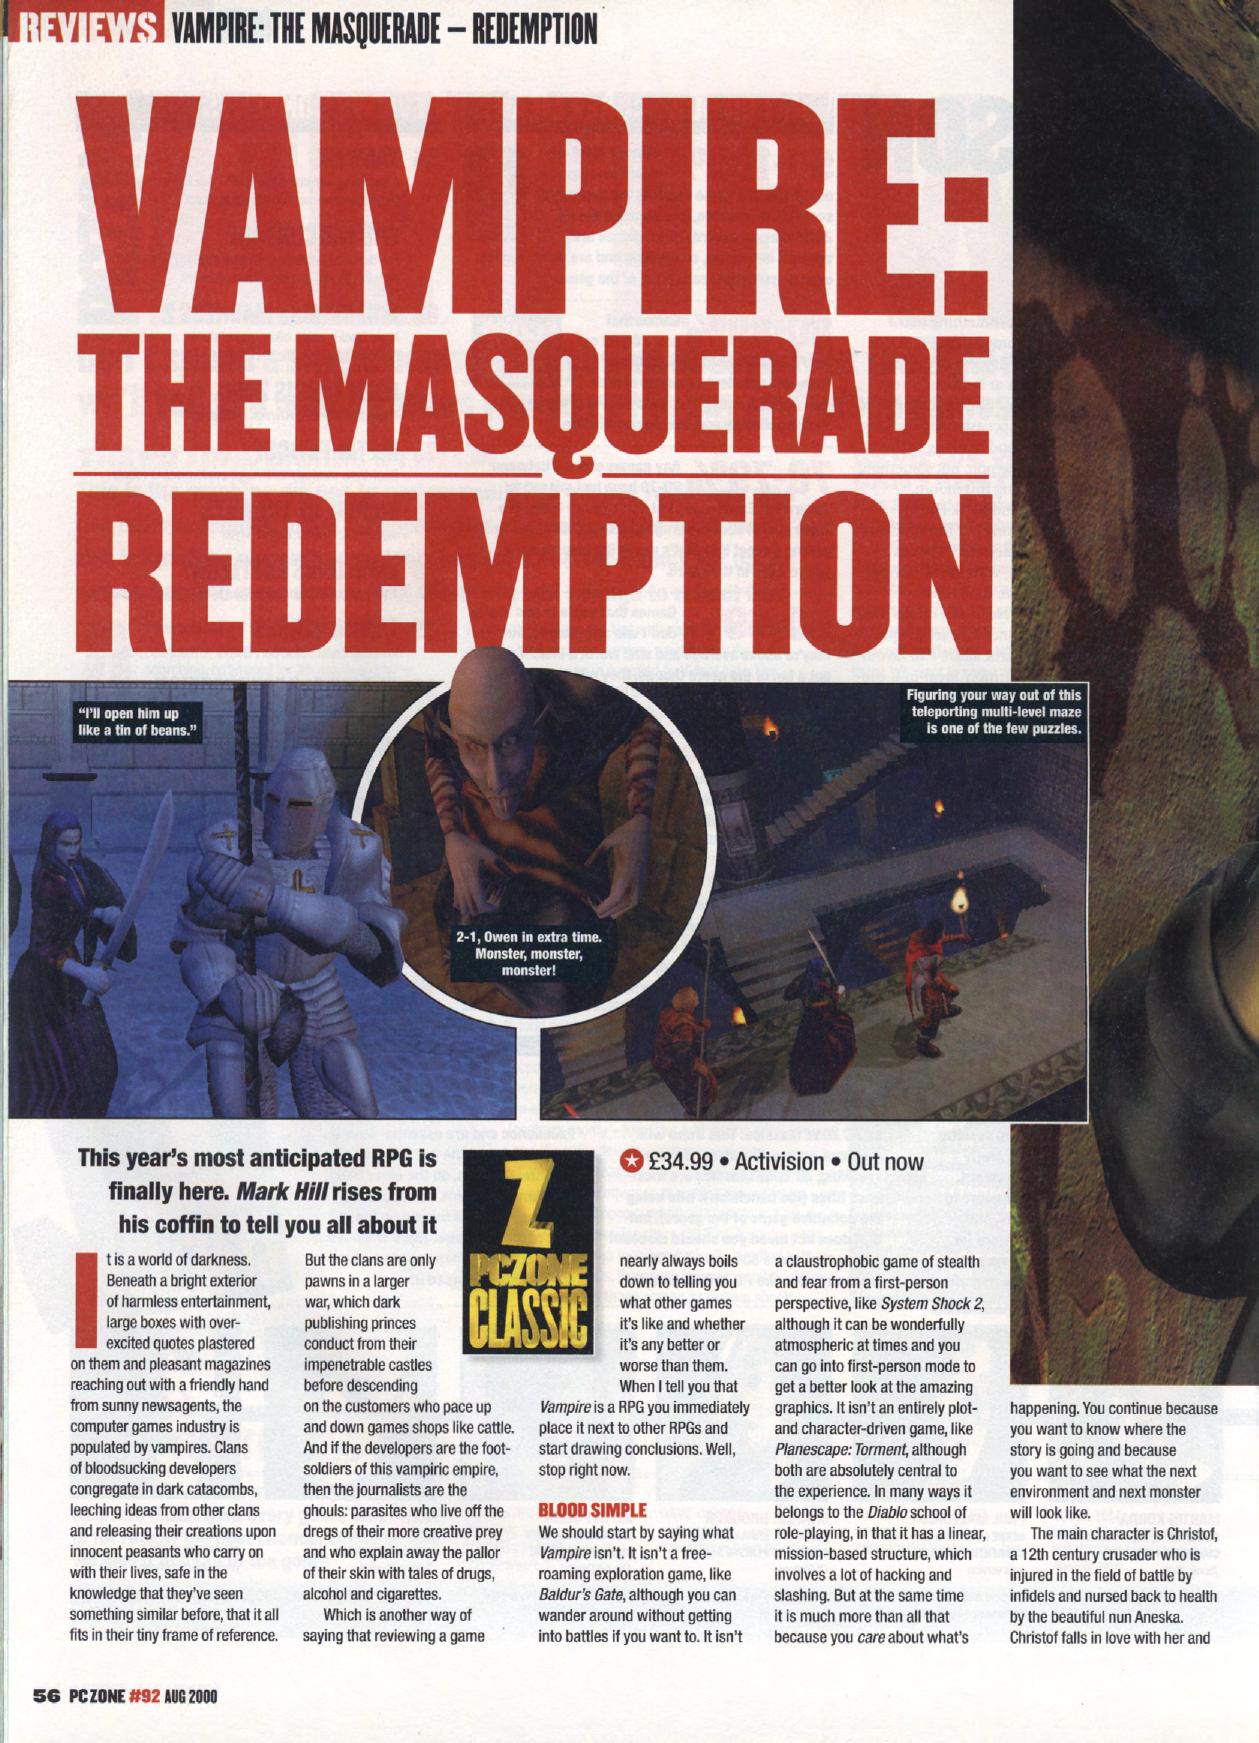 REVIEWS VAMPIRE: THE MASQUERADE – REDEMPTION
VAMPIRE:
THE MASQUERADE
REDEMPTION
"I'll open him up
like a tin of beans."
2-1, Owen in extra time.
Monster, monster,
monster!
Figuring your way out of this
teleporting multi-level maze
is one of the few puzzles.
This year's most anticipated RPG is
finally here. Mark Hill rises from
his coffin to tell you all about it
Z
PCZONE
CLASSIC
£34.99 • Activision • Out now
It is a world of darkness.
Beneath a bright exterior
of harmless entertainment,
large boxes with over-
excited quotes plastered
on them and pleasant magazines
reaching out with a friendly hand
from sunny newsagents, the
computer games industry is
populated by vampires. Clans
of bloodsucking developers
congregate in dark catacombs,
leeching ideas from other clans
and releasing their creations upon
innocent peasants who carry on
with their lives, safe in the
knowledge that they've seen
something similar before, that it all
fits in their tiny frame of reference.
But the clans are only
pawns in a larger
war, which dark
publishing princes
conduct from their
impenetrable castles
before descending
on the customers who pace up
and down games shops like cattle.
And if the developers are the foot-
soldiers of this vampiric empire,
then the journalists are the
ghouls: parasites who live off the
dregs of their more creative prey
and who explain away the pallor
of their skin with tales of drugs,
alcohol and cigarettes.
Which is another way of
saying that reviewing a game
nearly always boils
down to telling you
what other games
it's like and whether
it's any better or
worse than them.
When I tell you that
Vampire is a RPG you immediately
place it next to other RPGs and
start drawing conclusions. Well,
stop right now.
BLOOD SIMPLE
We should start by saying what
Vampire isn't. It isn't a free-
roaming exploration game, like
Baldur's Gate, although you can
wander around without getting
into battles if you want to. It isn't
a claustrophobic game of stealth
and fear from a first-person
perspective, like System Shock 2,
although it can be wonderfully
atmospheric at times and you
can go into first-person mode to
get a better look at the amazing
graphics. It isn't an entirely plot-
and character-driven game, like
Planescape: Torment, although
both are absolutely central to
the experience. In many ways it
belongs to the Diablo school of
role-playing, in that it has a linear,
mission-based structure, which
involves a lot of hacking and
slashing. But at the same time
it is much more than all that
because you care about what's
happening. You continue because
you want to know where the
story is going and because
you want to see what the next
environment and next monster
will look like.
The main character is Christof,
a 12th century crusader who is
injured in the field of battle by
infidels and nursed back to health
by the beautiful nun Aneska.
Christof falls in love with her and
56 PCZONE #92 AUG 2000